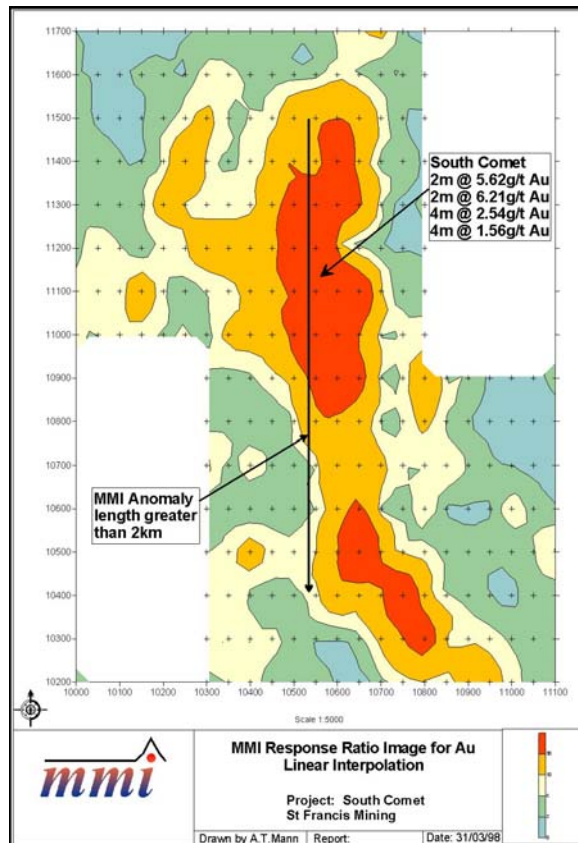 11700
11600
11500
11400
11300
11200
11100
11000
10900
10800
10700
10600
10500
10400
10300
10200
South Comet
2m @ 5.62g/t Au
2m @ 6.21g/t Au
4m @ 2.54g/t Au
4m @ 1.56g/t Au
MMI Anomaly
length greater
than 2km
10000 10100 10200 10300 10400 10500 10600 10700 10800 10900 11000 11100
Scale 1:5000
mmi
MMI Response Ratio Image for Au
Linear Interpolation
Project: South Comet
St Francis Mining
Drawn by A.T.Mann Report: Date: 31/03/98